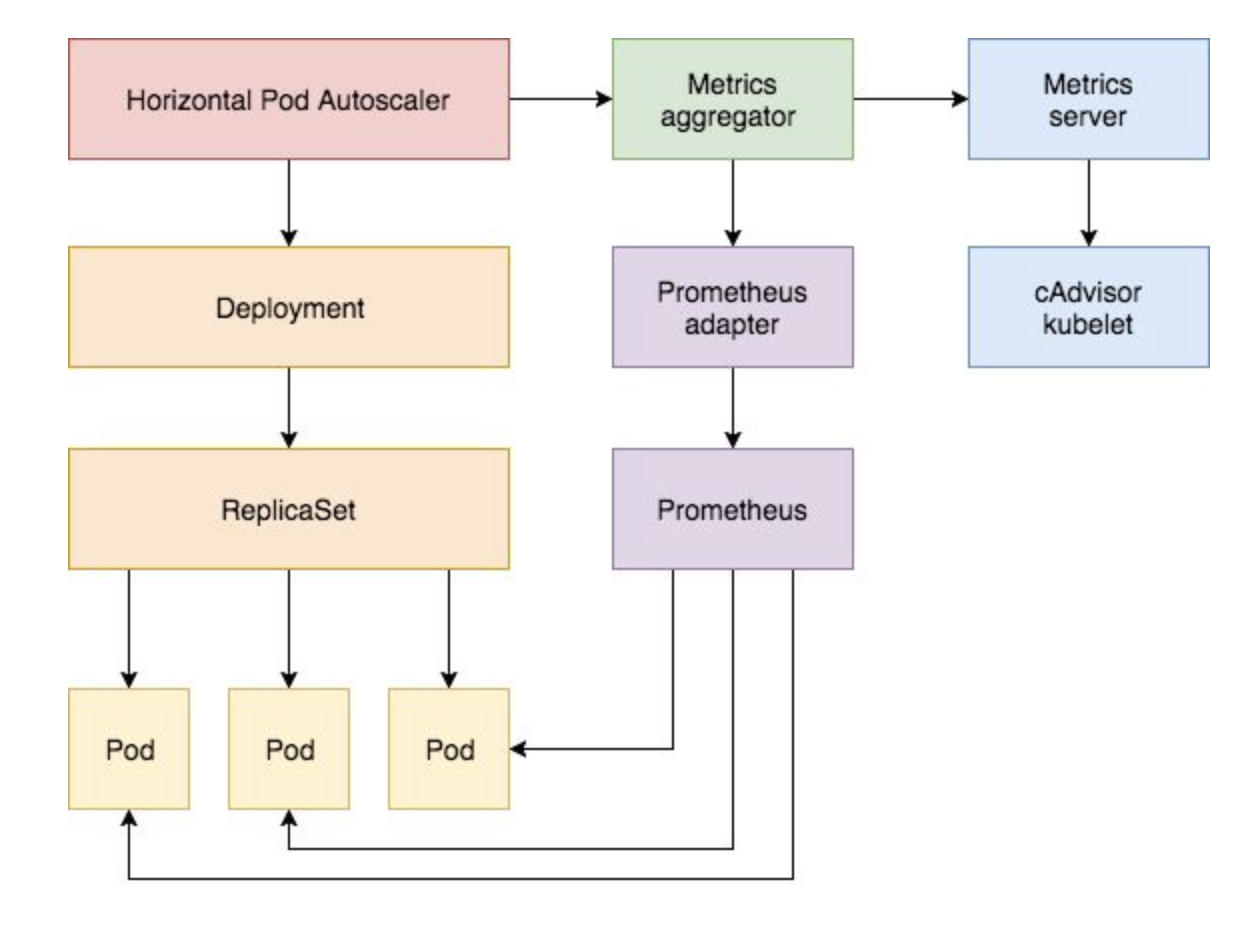 Horizontal Pod Autoscaler
Metrics
aggregator
Metrics
server
Deployment
Prometheus
adapter
cAdvisor
kubelet
ReplicaSet
Prometheus
Pod
Pod
Pod